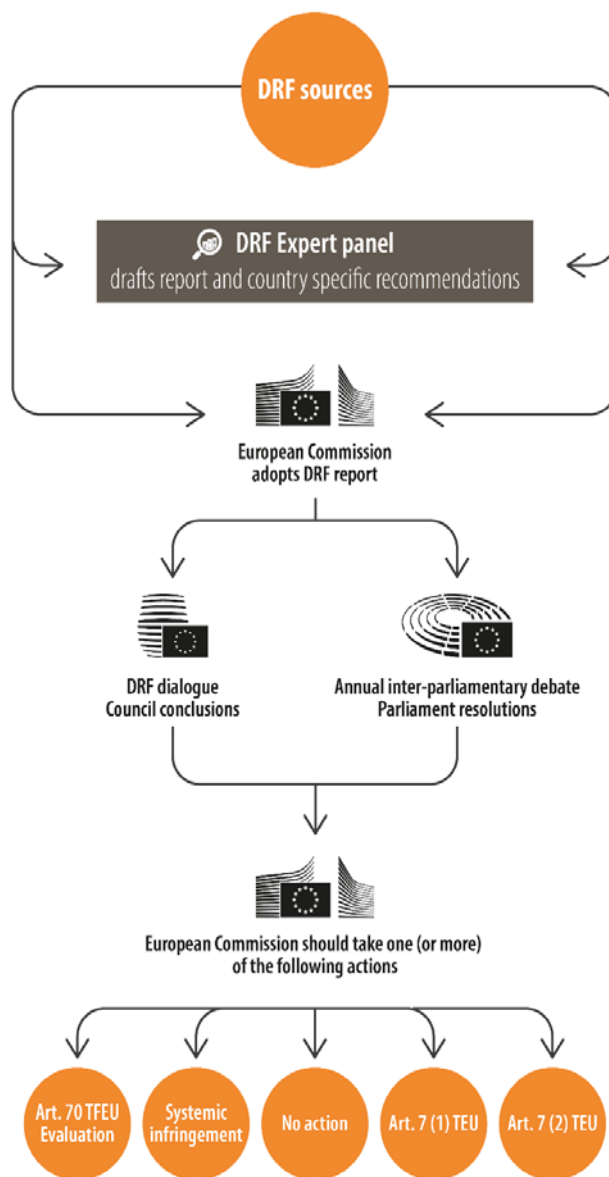 DRF sources
DRF Expert panel
drafts report and country specific recommendations
European Commission
adopts DRF report
DRF dialogue
Council conclusions
Annual inter-parliamentary debate
Parliament resolutions
European Commission should take one (or more)
of the following actions
Art. 70 TFEU
Evaluation
Systemic
infringement
No action
Art. 7 (1) TEU
Art. 7 (2) TEU